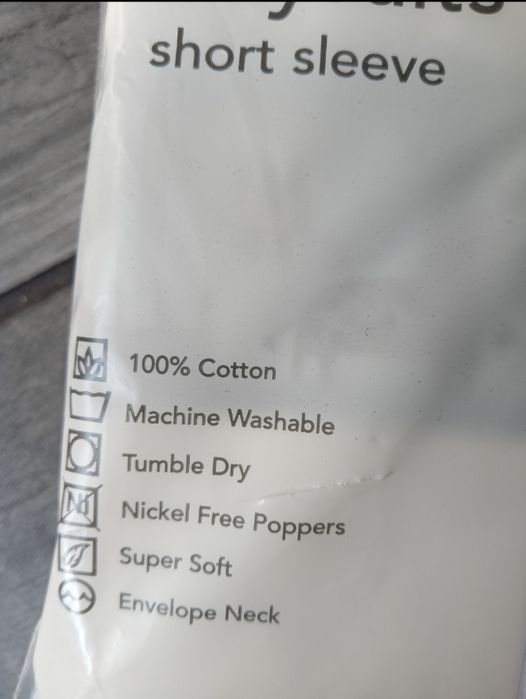 short sleeve
100% Cotton
Machine Washable
Tumble Dry
Nickel Free Poppers
Super Soft
Envelope Neck